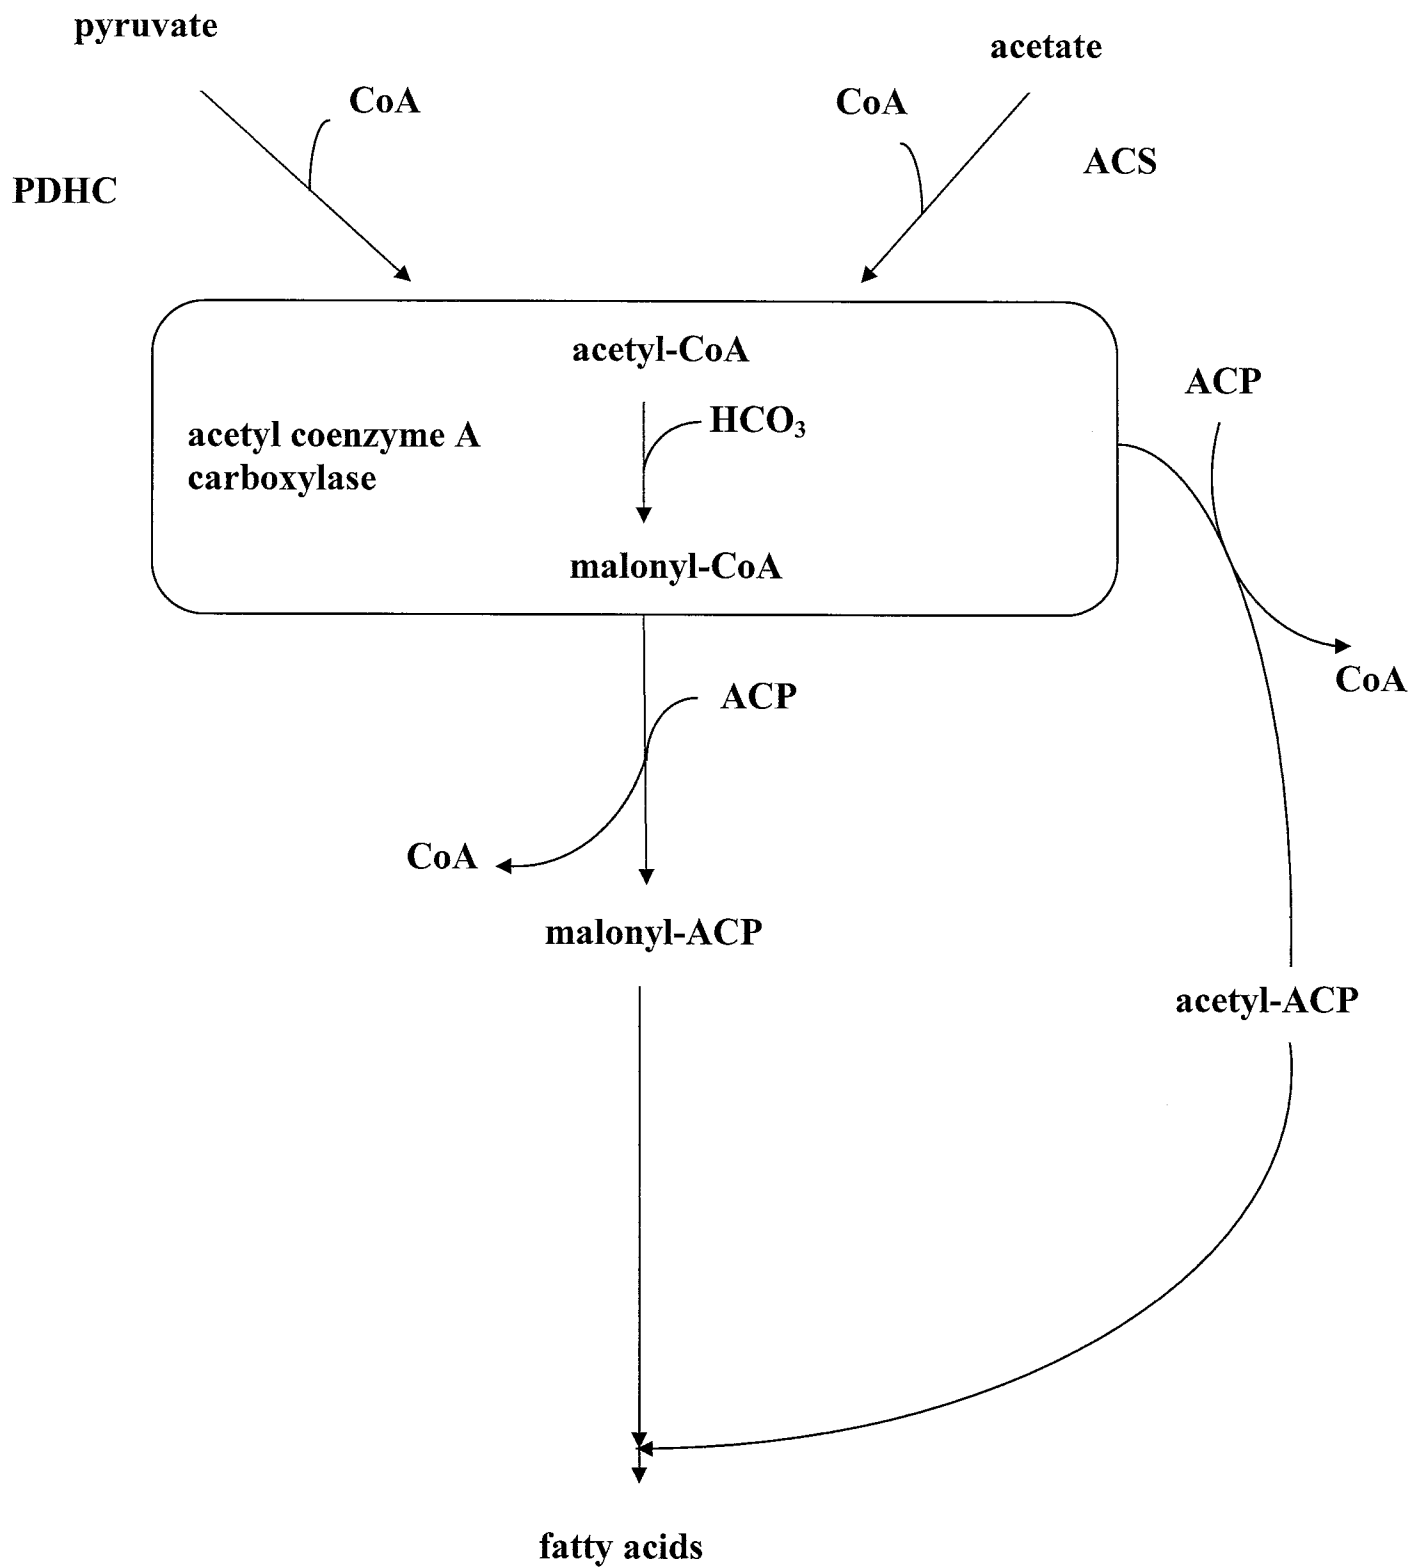 pyruvate
acetate
CoA
CoA
PDHC
ACS
acetyl-CoA
HCO₃
acetyl coenzyme A
carboxylase
malonyl-CoA
ACP
CoA
ACP
CoA
malonyl-ACP
acetyl-ACP
fatty acids